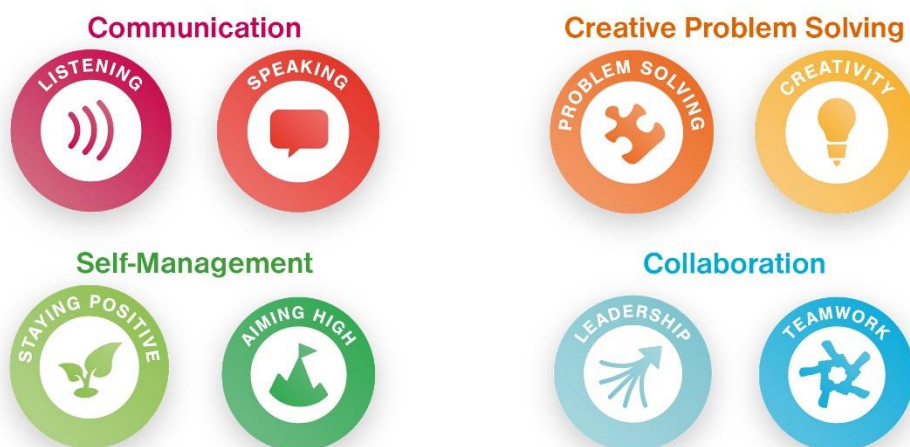 Communication
LISTENING
SPEAKING
Creative Problem Solving
PROBLEM SOLVING
CREATIVITY
Self-Management
STAYING POSITIVE
AIMING HIGH
Collaboration
LEADERSHIP
TEAMWORK